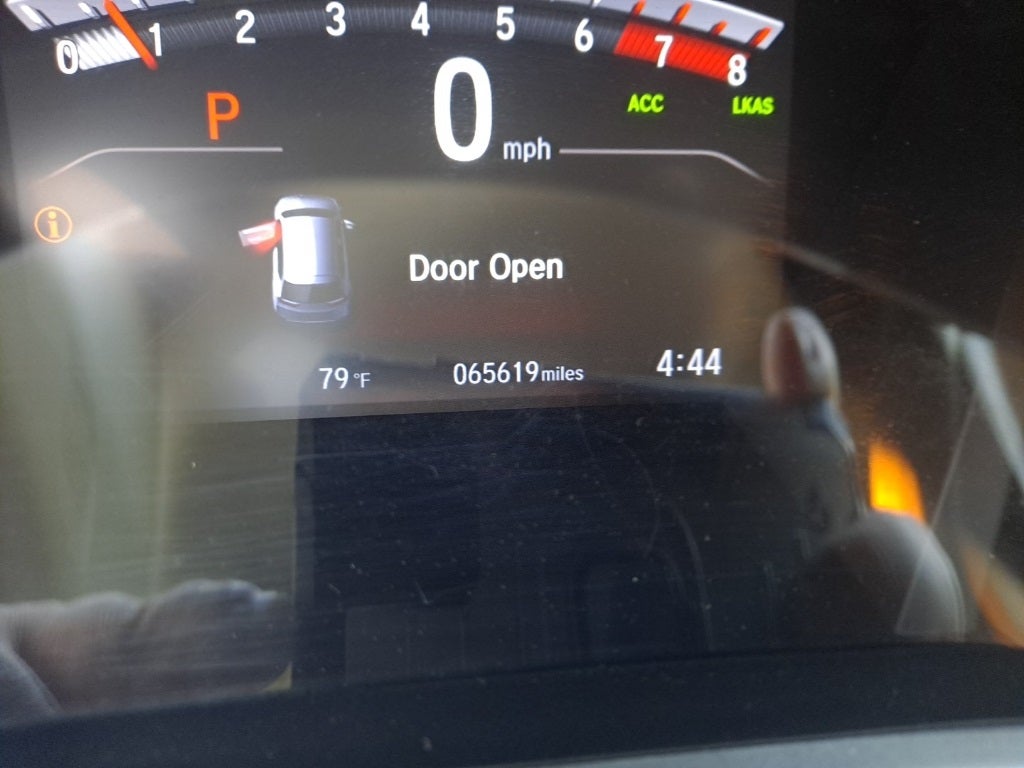 0 1 2 3 4 5 6 7 8
P 0 mph ACC LKAS
i
Door Open
79 °F 065619 miles 4:44